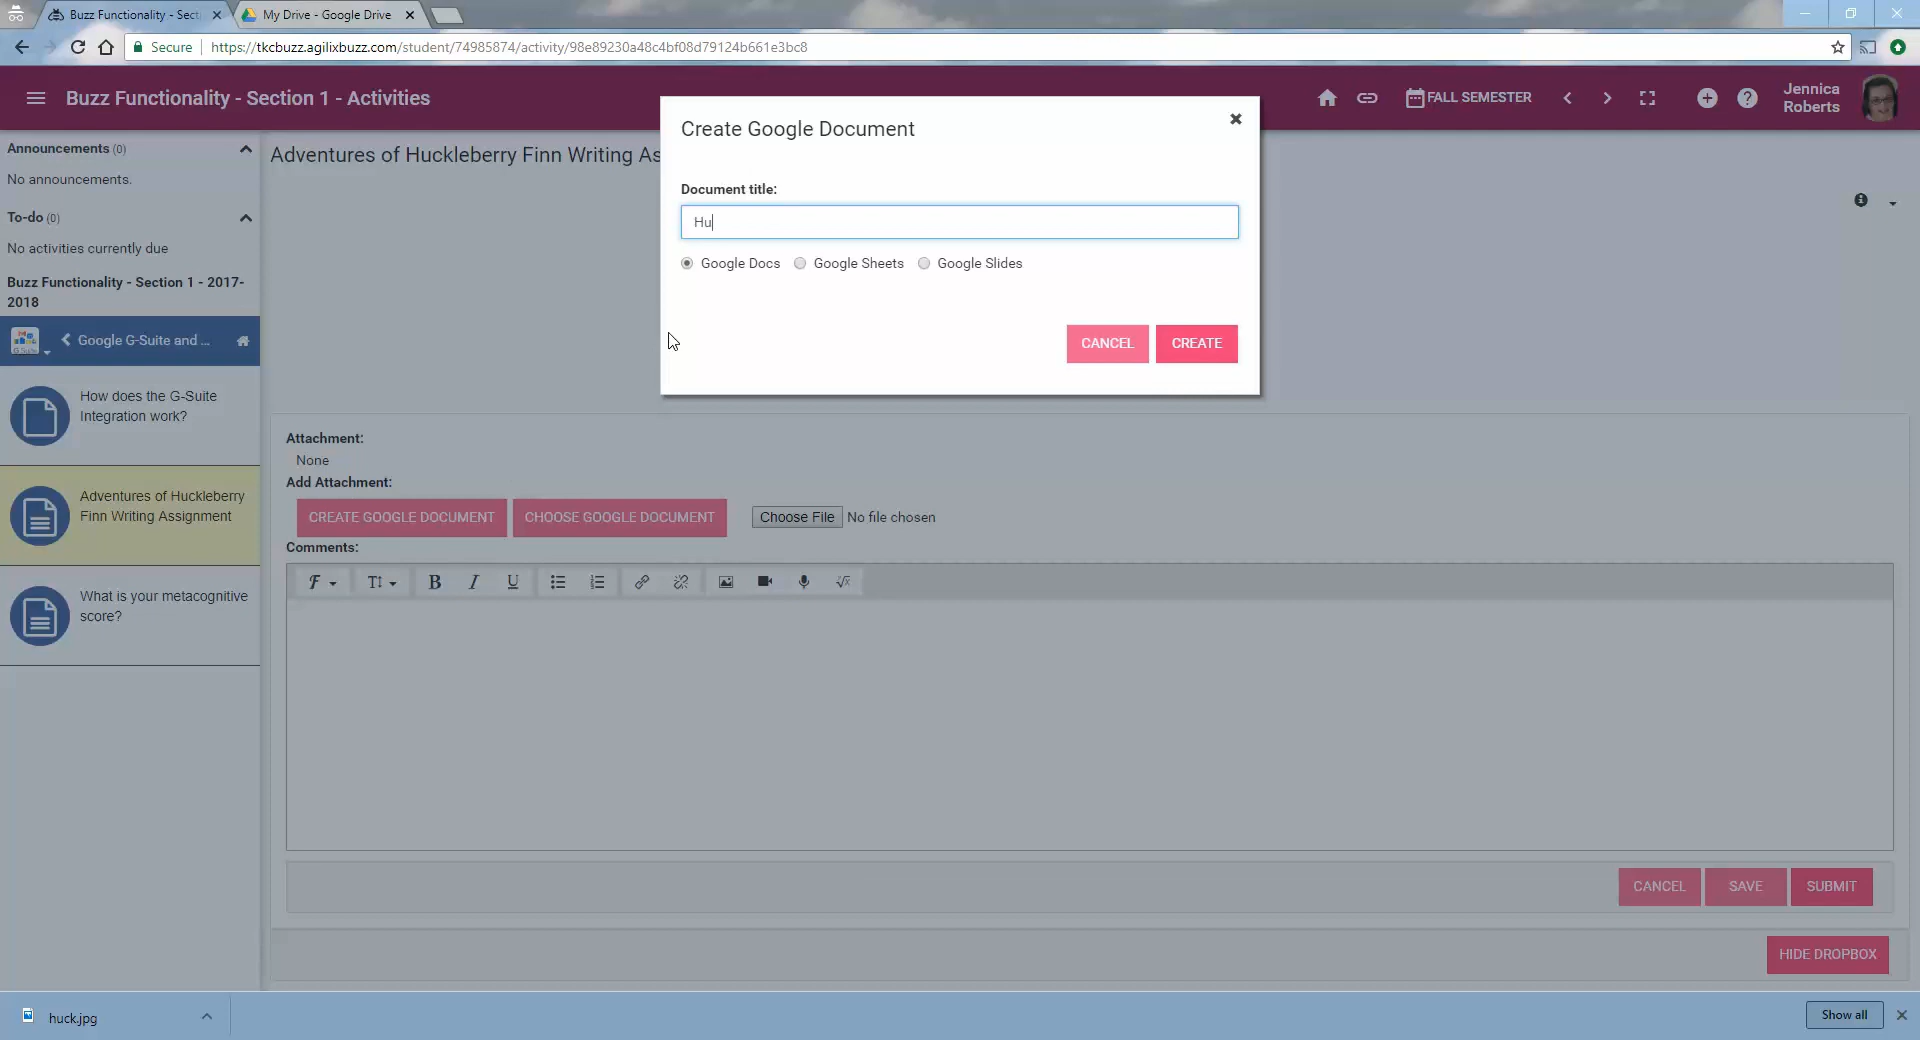 Buzz Functionality - Sect
My Drive - Google Drive
Secure
https://tkcbuzz.agilixbuzz.com/student/74985874/activity/98e89230a48c4bf08d79124b661e3bc8
Buzz Functionality - Section 1 - Activities
FALL SEMESTER
Jennica
Roberts
Announcements (0)
No announcements.
To-do (0)
No activities currently due
Buzz Functionality - Section 1 - 2017-
2018
G Suite
Google G-Suite and ...
How does the G-Suite
Integration work?
Adventures of Huckleberry
Finn Writing Assignment
What is your metacognitive
score?
Adventures of Huckleberry Finn Writing As
Create Google Document
Document title:
Hu
Google Docs
Google Sheets
Google Slides
CANCEL
CREATE
Attachment:
None
Add Attachment:
CREATE GOOGLE DOCUMENT
CHOOSE GOOGLE DOCUMENT
Choose File
No file chosen
Comments:
CANCEL
SAVE
SUBMIT
HIDE DROPBOX
huck.jpg
Show all